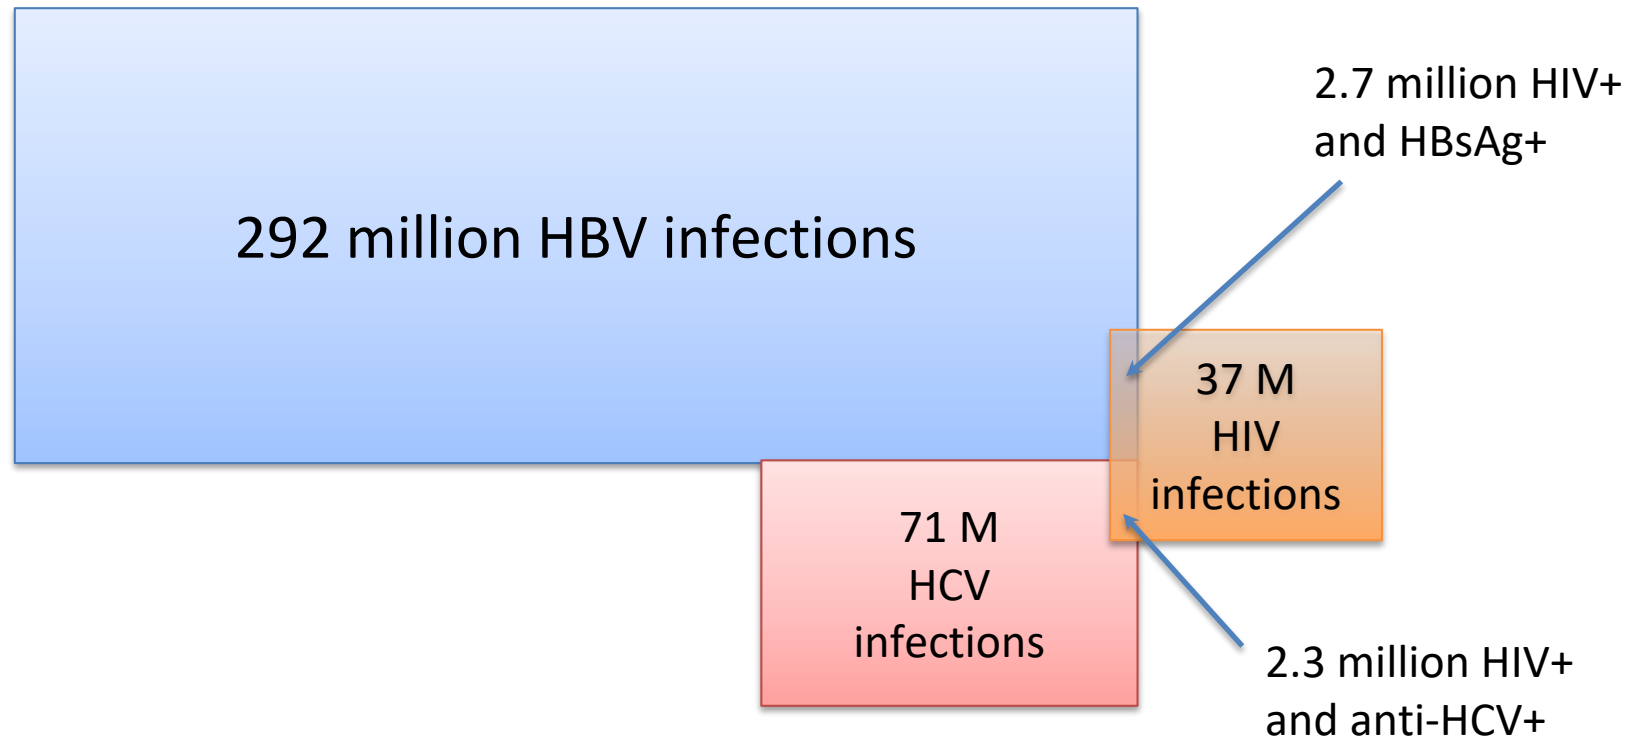 292 million HBV infections
2.7 million HIV+
and HBsAg+
37 M
HIV
infections
71 M
HCV
infections
2.3 million HIV+
and anti-HCV+